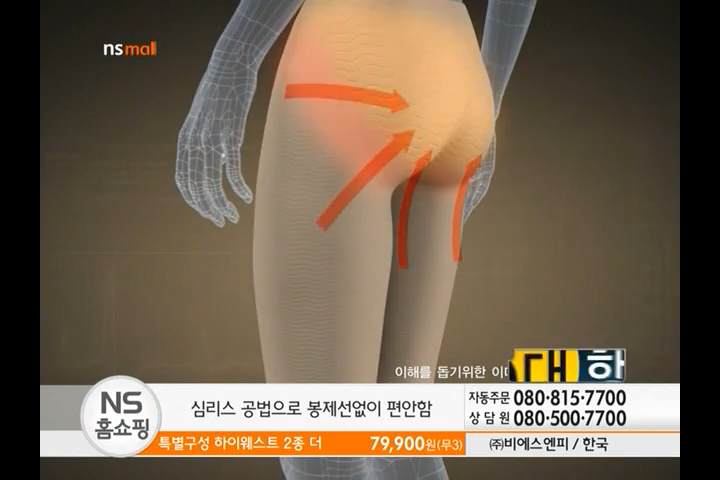 nsmall
이해를 돕기위한
NS
홈쇼핑
심리스 공법으로 봉제선없이 편안함
자동주문 080·815·7700
상담원 080·500·7700
특별구성 하이웨스트 2종 더 79,900원(무3)
㈜비에스엔피 / 한국